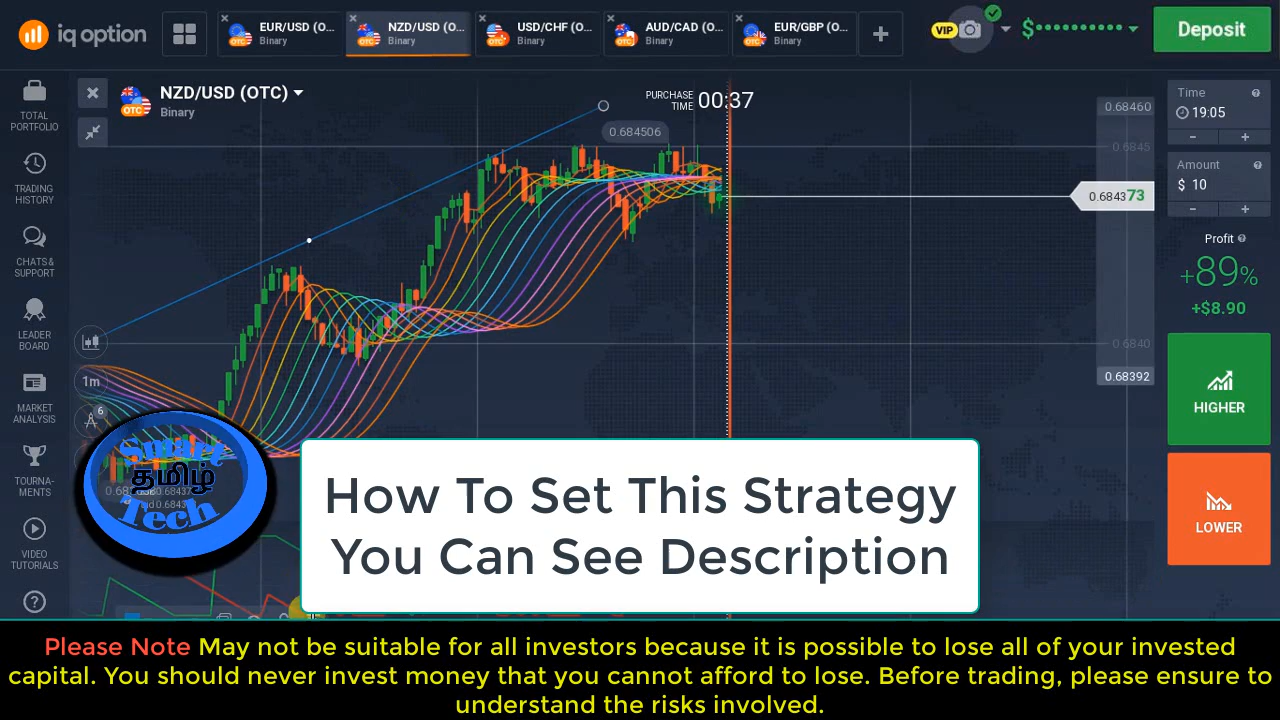 iq option
EUR/USD (O...
Binary
NZD/USD (O...
Binary
USD/CHF (O...
Binary
AUD/CAD (O...
Binary
EUR/GBP (O...
Binary
+
VIP
$••••••••••
Deposit
TOTAL
PORTFOLIO
TRADING
HISTORY
CHATS &
SUPPORT
LEADER
BOARD
MARKET
ANALYSIS
TOURNA-
MENTS
VIDEO
TUTORIALS
?
NZD/USD (OTC)
OTC
Binary
PURCHASE
TIME
00:37
0.684506
0.68460
0.6845
0.68473
0.6840
0.68392
1m
6
Time
19:05
- +
Amount
$ 10
- +
Profit
+89%
+$8.90
HIGHER
LOWER
Smart
தமிழ்
Tech
How To Set This Strategy
You Can See Description
Please Note May not be suitable for all investors because it is possible to lose all of your invested
capital. You should never invest money that you cannot afford to lose. Before trading, please ensure to
understand the risks involved.